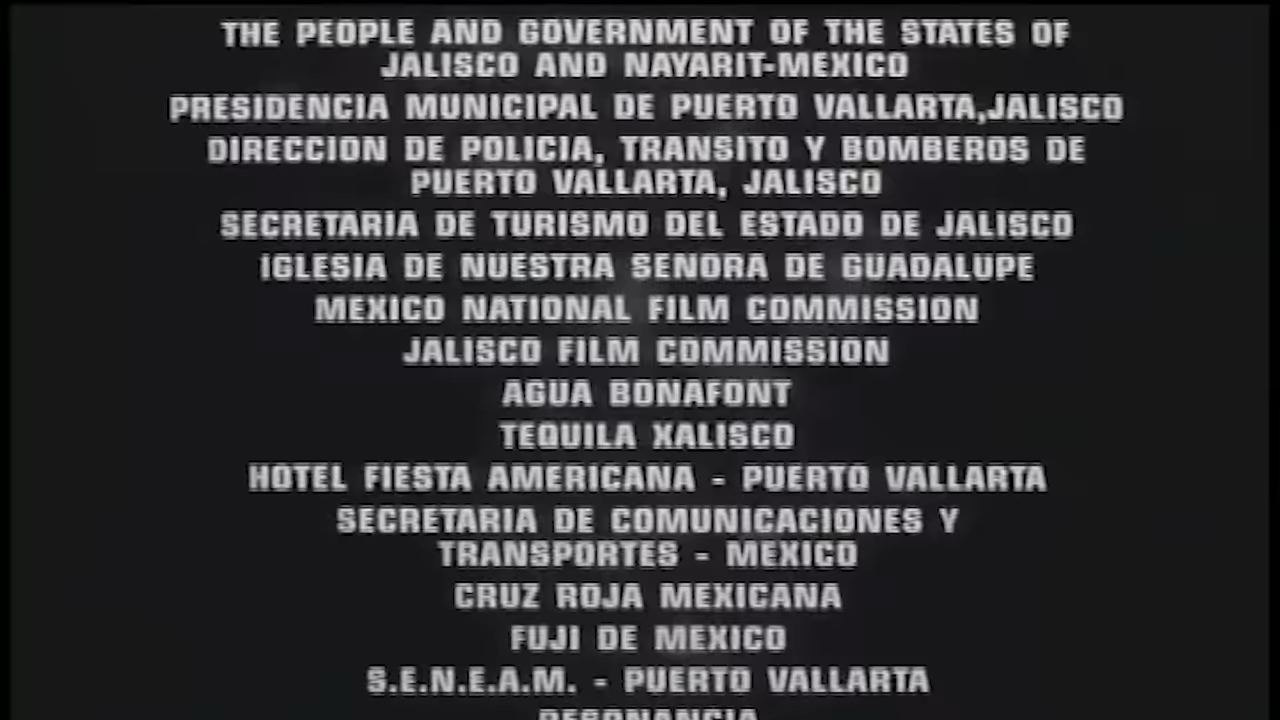 THE PEOPLE AND GOVERNMENT OF THE STATES OF
JALISCO AND NAYARIT-MEXICO
PRESIDENCIA MUNICIPAL DE PUERTO VALLARTA,JALISCO
DIRECCION DE POLICIA, TRANSITO Y BOMBEROS DE
PUERTO VALLARTA, JALISCO
SECRETARIA DE TURISMO DEL ESTADO DE JALISCO
IGLESIA DE NUESTRA SENORA DE GUADALUPE
MEXICO NATIONAL FILM COMMISSION
JALISCO FILM COMMISSION
AGUA BONAFONT
TEQUILA XALISCO
HOTEL FIESTA AMERICANA - PUERTO VALLARTA
SECRETARIA DE COMUNICACIONES Y
TRANSPORTES - MEXICO
CRUZ ROJA MEXICANA
FUJI DE MEXICO
S.E.N.E.A.M. - PUERTO VALLARTA
RESONANCIA